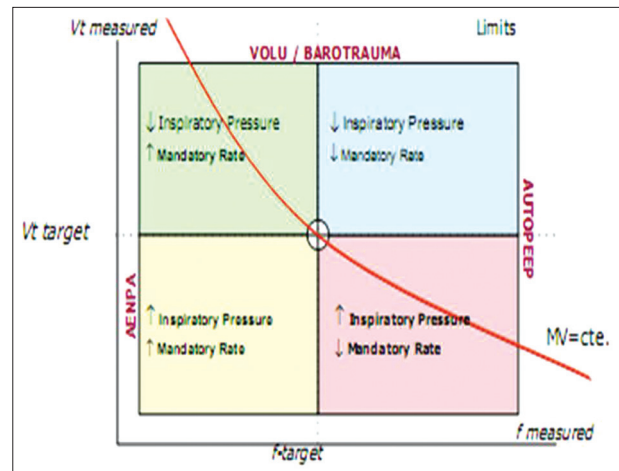 Vt measured
Limits
VOLU / BAROTRAUMA
↓ Inspiratory Pressure
↑ Mandatory Rate
↓ Inspiratory Pressure
↓ Mandatory Rate
Vt target
AUTOPEEP
AENPA
↑ Inspiratory Pressure
↑ Mandatory Rate
↑ Inspiratory Pressure
↓ Mandatory Rate
MV=cte.
f measured
f-target